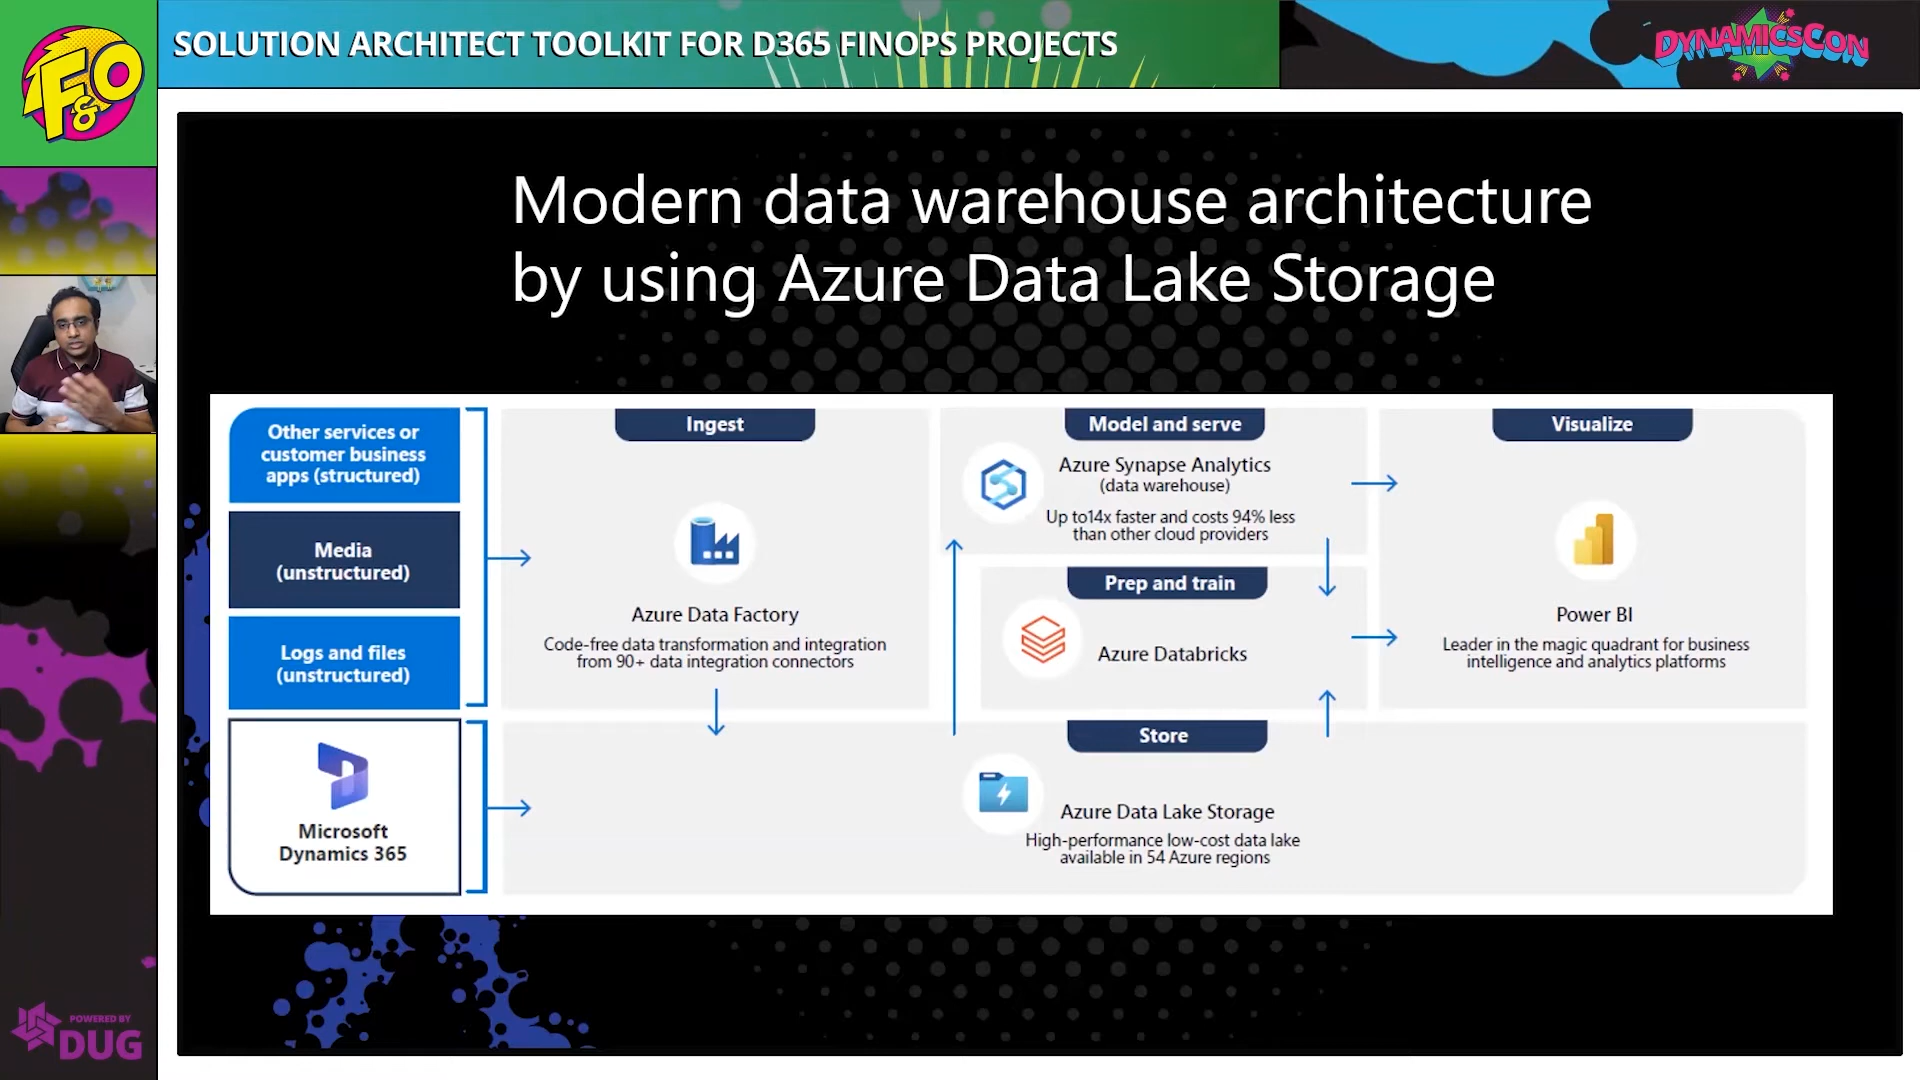 F&O
SOLUTION ARCHITECT TOOLKIT FOR D365 FINOPS PROJECTS
DYNAMICSCON
Modern data warehouse architecture
by using Azure Data Lake Storage
Other services or
customer business
apps (structured)
Media
(unstructured)
Logs and files
(unstructured)
Microsoft
Dynamics 365
Ingest
Azure Data Factory
Code-free data transformation and integration
from 90+ data integration connectors
Model and serve
Azure Synapse Analytics
(data warehouse)
Up to14x faster and costs 94% less
than other cloud providers
Prep and train
Azure Databricks
Store
Azure Data Lake Storage
High-performance low-cost data lake
available in 54 Azure regions
Visualize
Power BI
Leader in the magic quadrant for business
intelligence and analytics platforms
POWERED BY
DUG